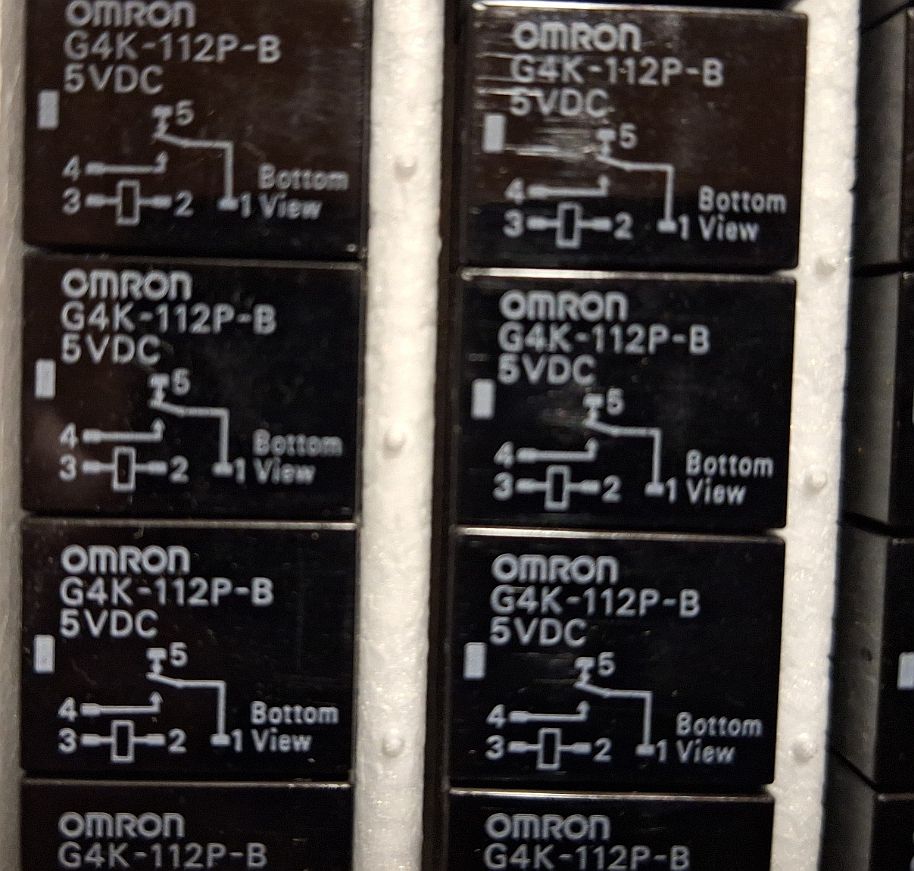 OMRON
G4K-112P-B
5VDC
5
4
Bottom
3 2 1 View
OMRON
G4K-112P-B
5VDC
5
4
Bottom
3 2 1 View
OMRON
G4K-112P-B
5VDC
5
4
Bottom
3 2 1 View
OMRON
G4K-112P-B
OMRON
G4K-112P-B
5VDC
5
4
Bottom
3 2 1 View
OMRON
G4K-112P-B
5VDC
5
4
Bottom
3 2 1 View
OMRON
G4K-112P-B
5VDC
5
4
Bottom
3 2 1 View
OMRON
G4K-112P-B